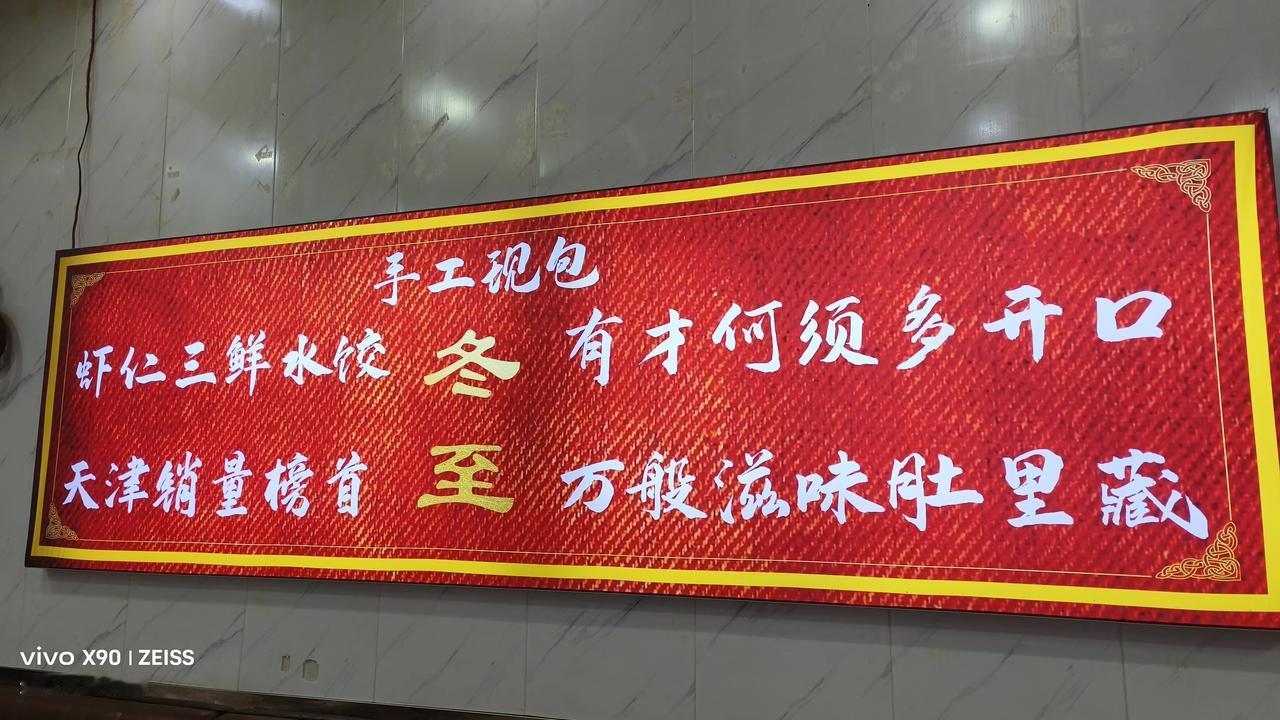 手工现包
虾仁三鲜水饺
天津销量榜首
冬至
有才何须多开口
万般滋味肚里藏
vivo X90 | ZEISS